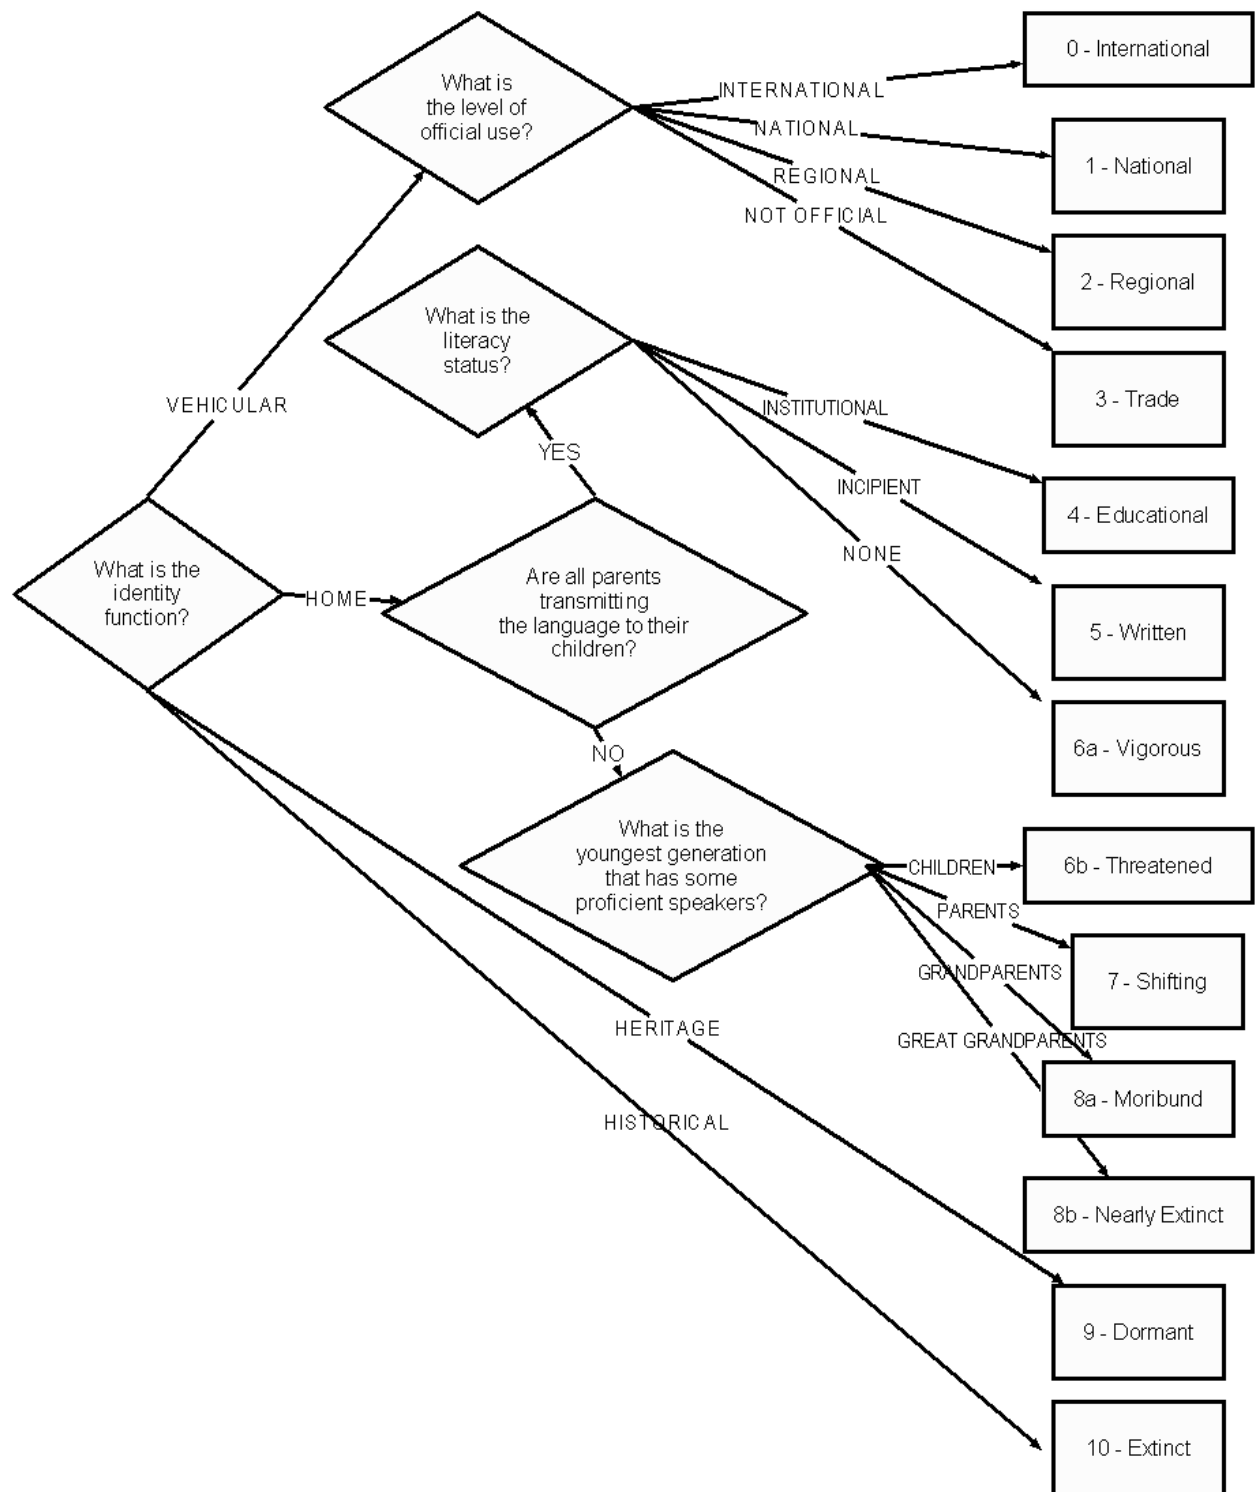 What is
the level of
official use?
INTERNATIONAL
NATIONAL
REGIONAL
NOT OFFICIAL
0 - International
1 - National
2 - Regional
3 - Trade
What is the
literacy
status?
INSTITUTIONAL
INCIPIENT
NONE
4 - Educational
5 - Written
6a - Vigorous
VEHICULAR
YES
What is the
identity
function?
HOME
Are all parents
transmitting
the language to their
children?
NO
What is the
youngest generation
that has some
proficient speakers?
CHILDREN
PARENTS
GRANDPARENTS
GREAT GRANDPARENTS
6b - Threatened
7 - Shifting
8a - Moribund
8b - Nearly Extinct
HERITAGE
HISTORICAL
9 - Dormant
10 - Extinct